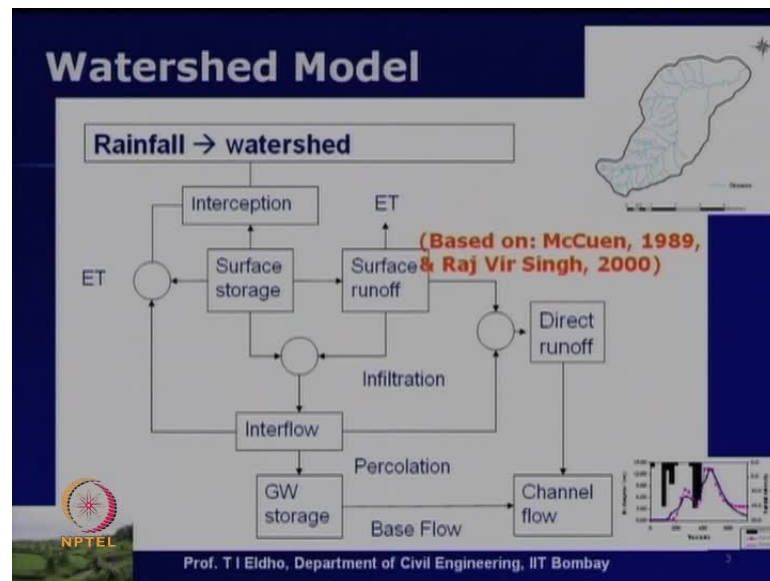 Watershed Model
Rainfall → watershed
Interception
ET
(Based on: McCuen, 1989,
& Raj Vir Singh, 2000)
ET
Surface
storage
Surface
runoff
Direct
runoff
Infiltration
Interflow
Percolation
GW
storage
Base Flow
Channel
flow
NPTEL
Prof. T I Eldho, Department of Civil Engineering, IIT Bombay
3